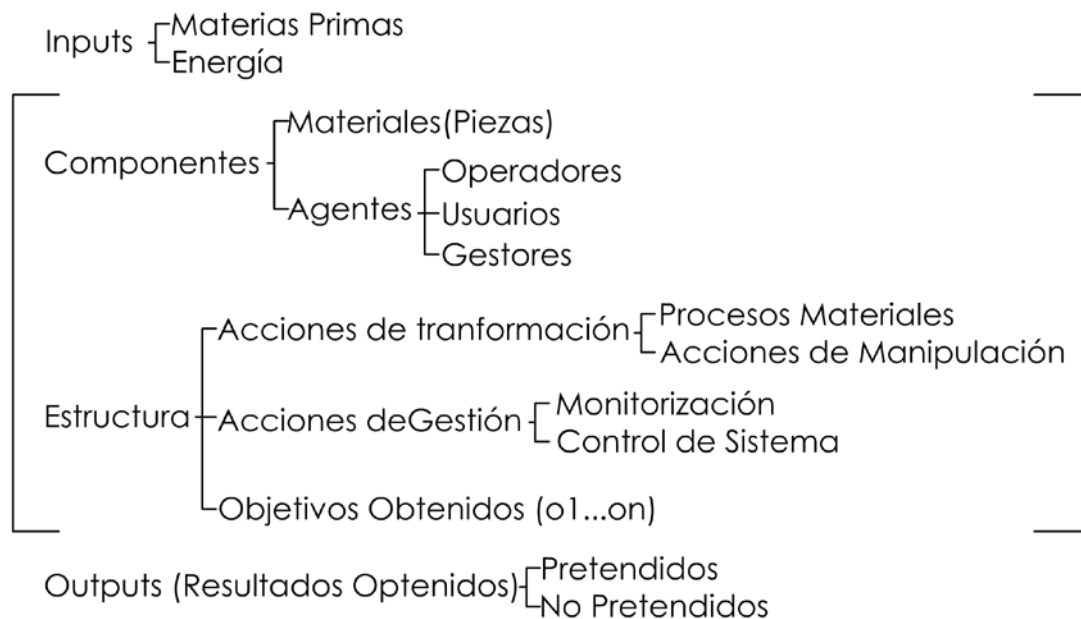 Inputs
Materias Primas
Energía
Componentes
Materiales(Piezas)
Agentes
Operadores
Usuarios
Gestores
Estructura
Acciones de tranformación
Procesos Materiales
Acciones de Manipulación
Acciones deGestión
Monitorización
Control de Sistema
Objetivos Obtenidos (o1...on)
Outputs (Resultados Optenidos)
Pretendidos
No Pretendidos